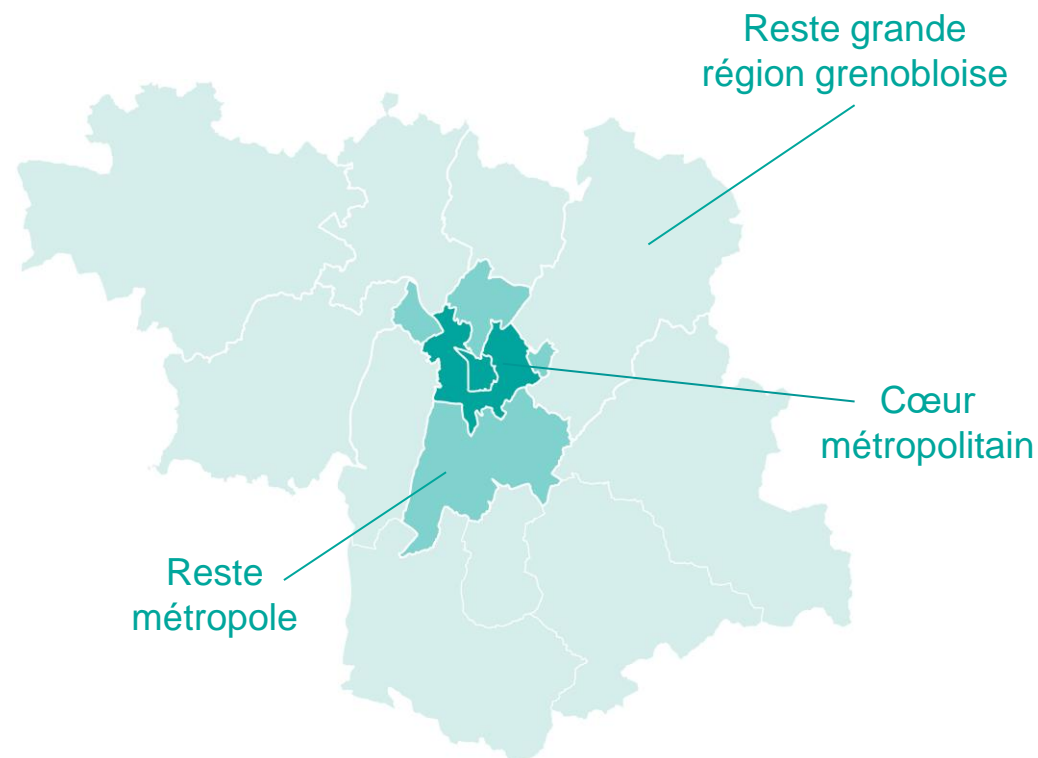 Reste grande
région grenobloise
Cœur
métropolitain
Reste
métropole